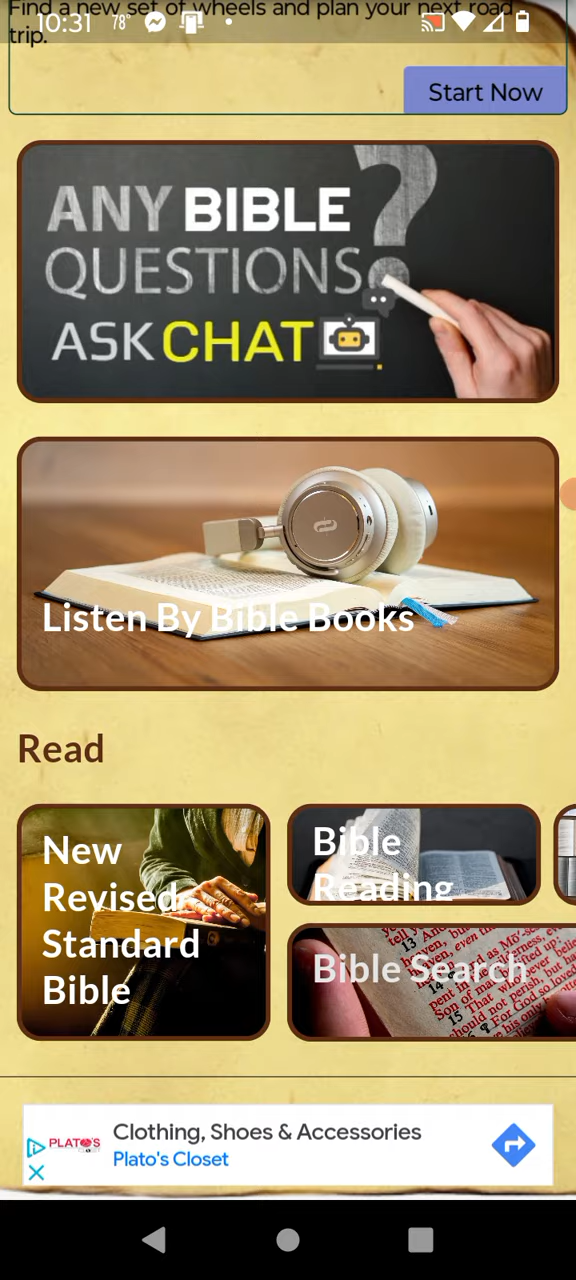 Find a new set of wheels and plan your next road
trip.
10:31 78°
Start Now
ANY BIBLE
QUESTIONS?
ASK CHAT
Listen By Bible Books
Read
New
Revised
Standard
Bible
Bible
Reading
Bible Search
PLATO'S
Clothing, Shoes & Accessories
Plato's Closet